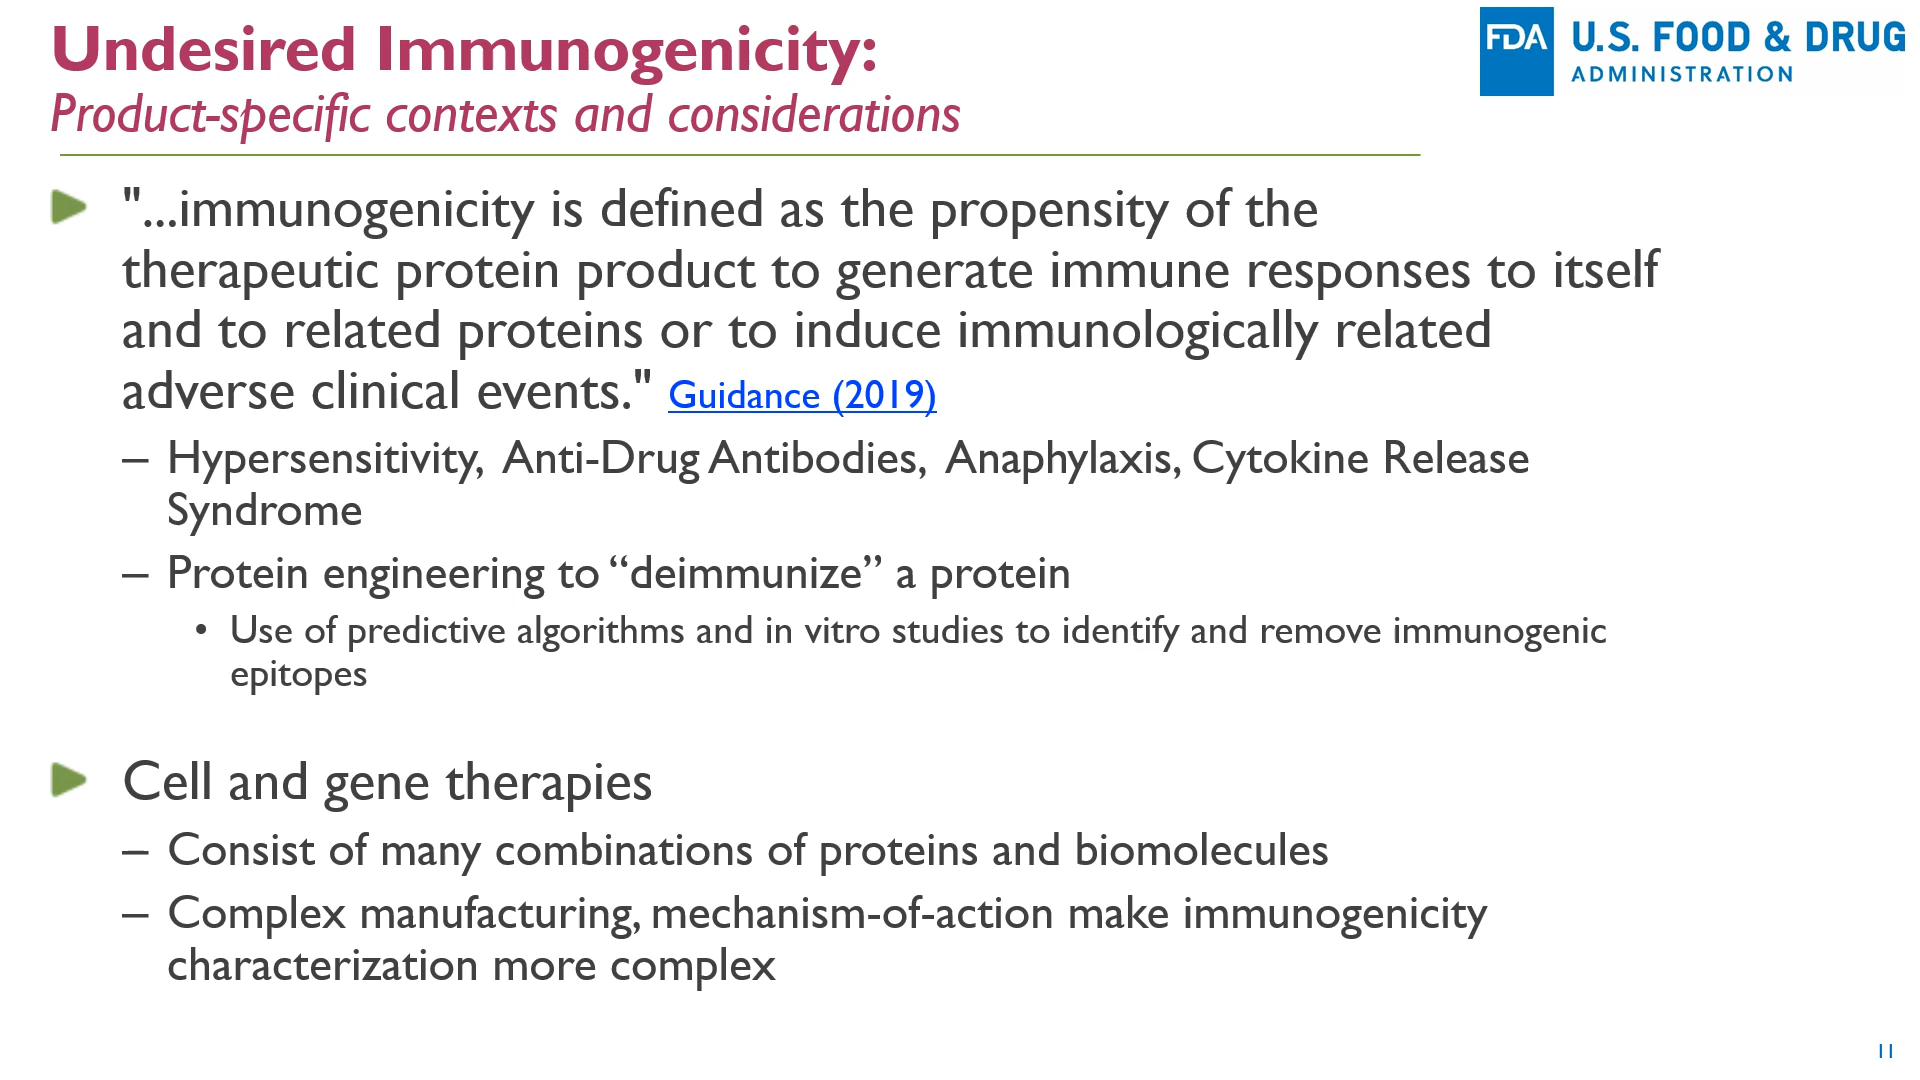 Undesired Immunogenicity:
Product-specific contexts and considerations
FDA U.S. FOOD & DRUG
ADMINISTRATION
"...immunogenicity is defined as the propensity of the
therapeutic protein product to generate immune responses to itself
and to related proteins or to induce immunologically related
adverse clinical events." Guidance (2019)
– Hypersensitivity, Anti-Drug Antibodies, Anaphylaxis, Cytokine Release
Syndrome
– Protein engineering to “deimmunize” a protein
• Use of predictive algorithms and in vitro studies to identify and remove immunogenic
epitopes
Cell and gene therapies
– Consist of many combinations of proteins and biomolecules
– Complex manufacturing, mechanism-of-action make immunogenicity
characterization more complex
11